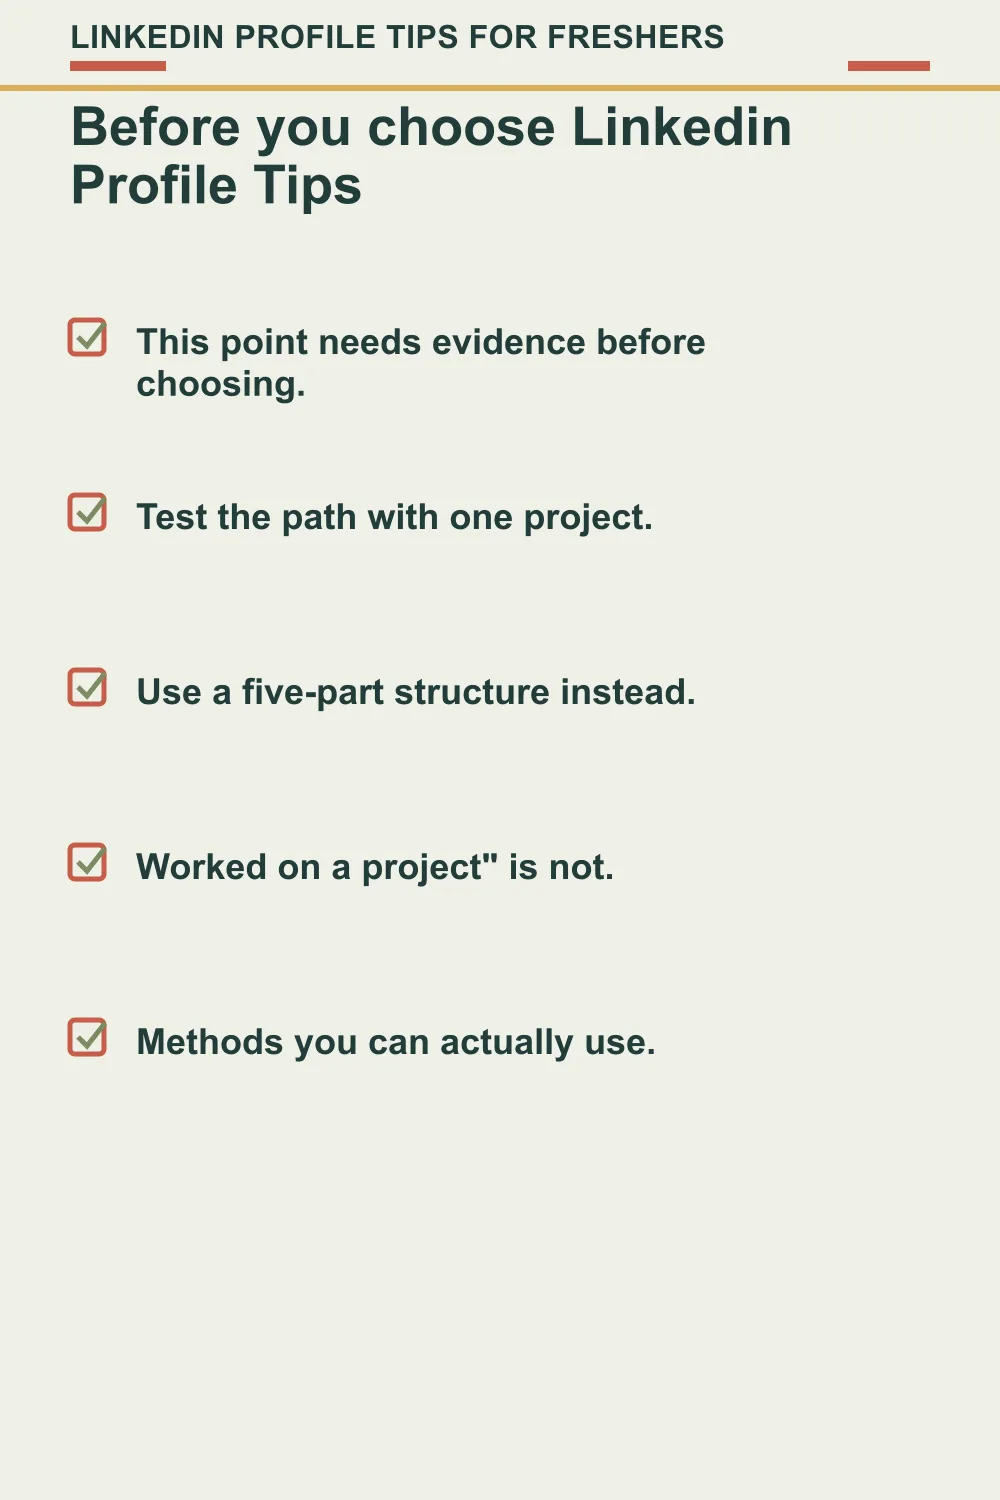 LINKEDIN PROFILE TIPS FOR FRESHERS
Before you choose Linkedin
Profile Tips
This point needs evidence before
choosing.
Test the path with one project.
Use a five-part structure instead.
Worked on a project" is not.
Methods you can actually use.